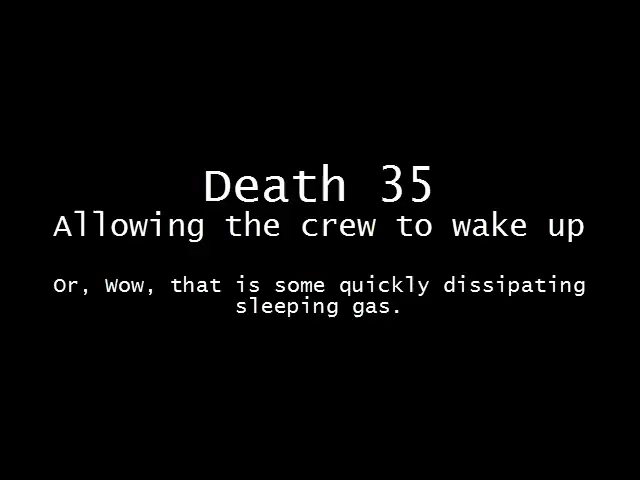 Death 35
Allowing the crew to wake up
Or, Wow, that is some quickly dissipating
sleeping gas.